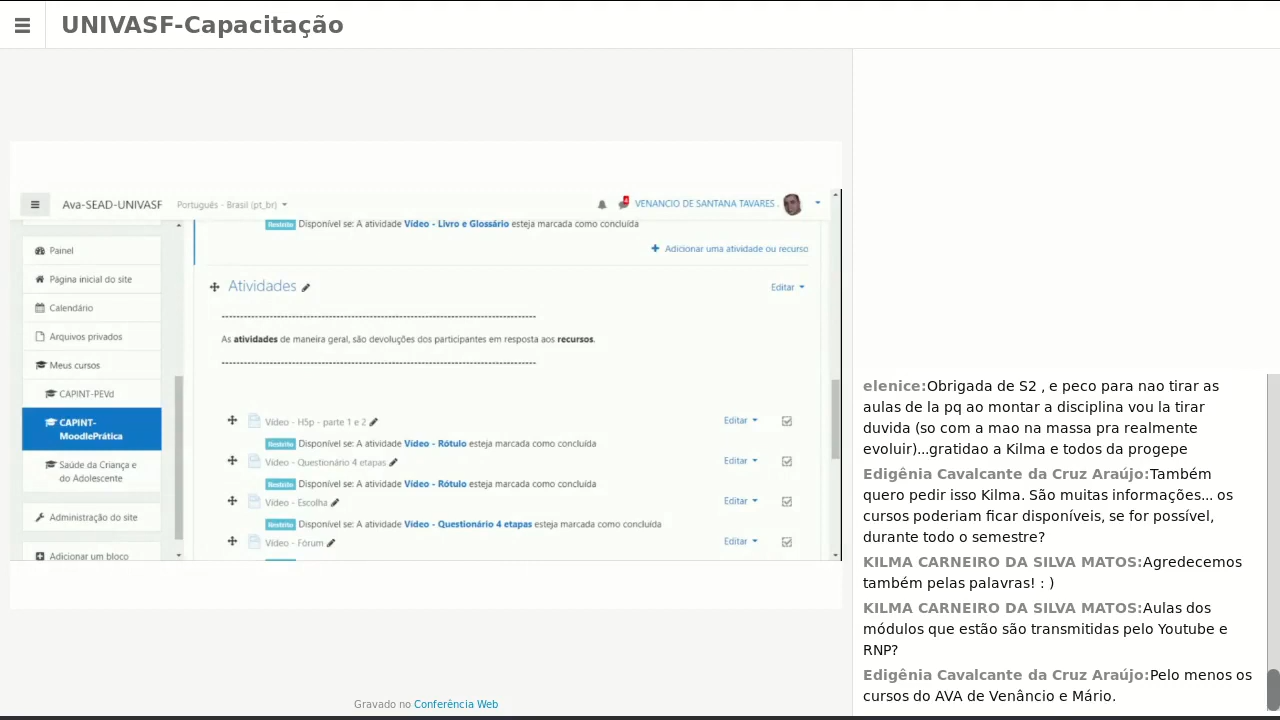 UNIVASF-Capacitação
Ava-SEAD-UNIVASF
Português - Brasil (pt_br)
4
VENANCIO DE SANTANA TAVARES .
Painel
Página inicial do site
Calendário
Arquivos privados
Meus cursos
CAPINT-PEVd
CAPINT-
MoodlePrática
Saúde da Criança e
do Adolescente
Administração do site
Adicionar um bloco
Restrito Disponível se: A atividade Vídeo - Livro e Glossário esteja marcada como concluída
Adicionar uma atividade ou recurso
Atividades
Editar
--------------------------------------------------------------------------------
As atividades de maneira geral, são devoluções dos participantes em resposta aos recursos.
--------------------------------------------------------------------------------
Vídeo - H5p - parte 1 e 2
Editar
Restrito Disponível se: A atividade Vídeo - Rótulo esteja marcada como concluída
Vídeo - Questionário 4 etapas
Editar
Restrito Disponível se: A atividade Vídeo - Rótulo esteja marcada como concluída
Vídeo - Escolha
Editar
Restrito Disponível se: A atividade Vídeo - Questionário 4 etapas esteja marcada como concluída
Vídeo - Fórum
Editar
elenice:Obrigada de S2 , e peco para nao tirar as
aulas de la pq ao montar a disciplina vou la tirar
duvida (so com a mao na massa pra realmente
evoluir)...gratidao a Kilma e todos da progepe
Edigênia Cavalcante da Cruz Araújo:Também
quero pedir isso Kilma. São muitas informações... os
cursos poderiam ficar disponíveis, se for possível,
durante todo o semestre?
KILMA CARNEIRO DA SILVA MATOS:Agredecemos
também pelas palavras! : )
KILMA CARNEIRO DA SILVA MATOS:Aulas dos
módulos que estão são transmitidas pelo Youtube e
RNP?
Edigênia Cavalcante da Cruz Araújo:Pelo menos os
cursos do AVA de Venâncio e Mário.
Gravado no Conferência Web